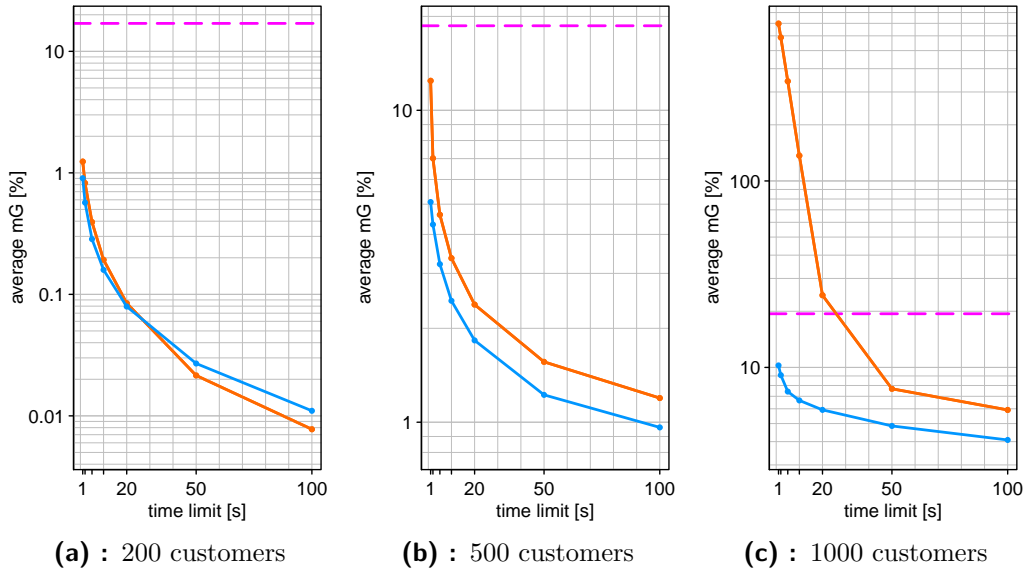 10
1
0.1
0.01
average mG [%]
1 20 50 100
time limit [s]
(a) : 200 customers
10
1
average mG [%]
1 20 50 100
time limit [s]
(b) : 500 customers
100
10
average mG [%]
1 20 50 100
time limit [s]
(c) : 1000 customers